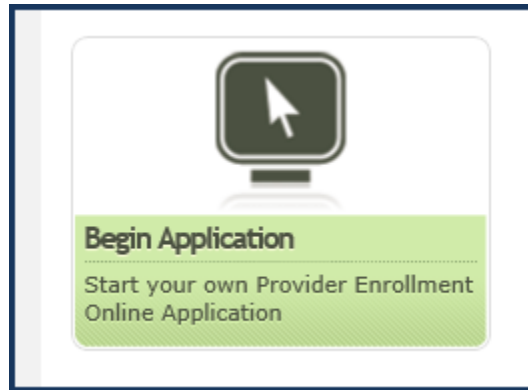 Begin Application
Start your own Provider Enrollment
Online Application